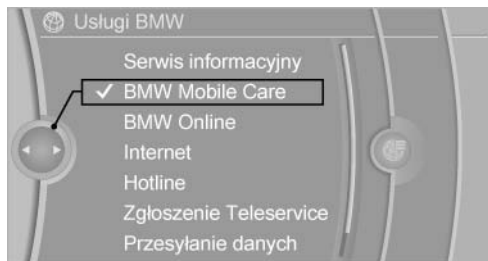 Usługi BMW
Serwis informacyjny
BMW Mobile Care
BMW Online
Internet
Hotline
Zgłoszenie Teleservice
Przesyłanie danych